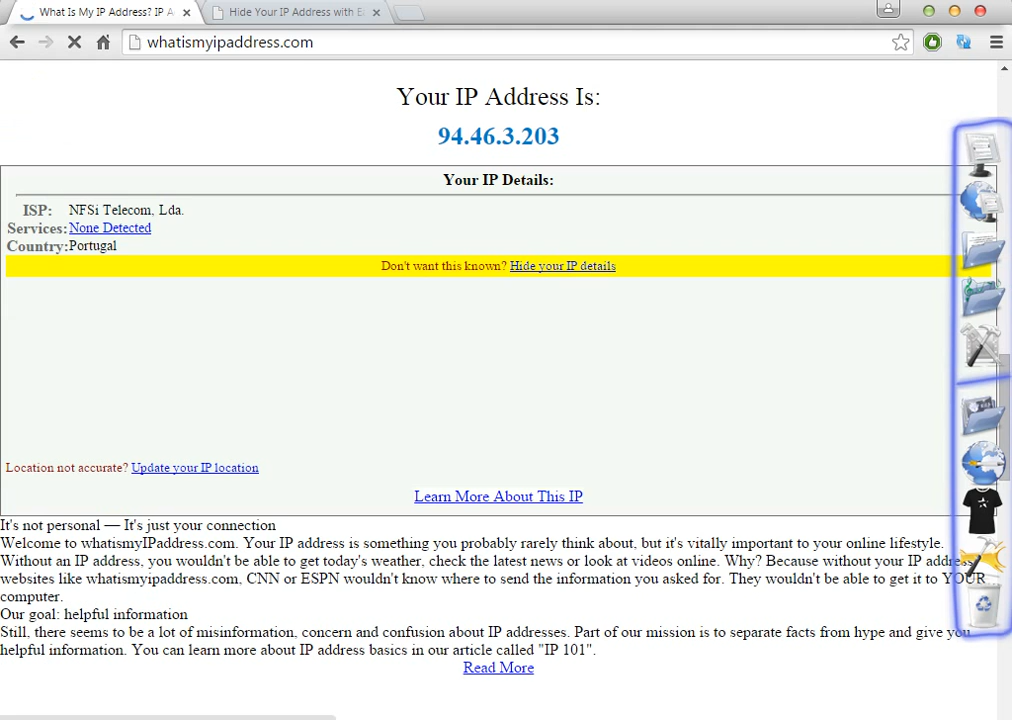 What Is My IP Address? IP A
Hide Your IP Address with E
whatismyipaddress.com
Your IP Address Is:
94.46.3.203
Your IP Details:
ISP: NFSi Telecom, Lda.
Services: None Detected
Country: Portugal
Don't want this known? Hide your IP details
Location not accurate? Update your IP location
Learn More About This IP
It's not personal — It's just your connection
Welcome to whatismyIPaddress.com. Your IP address is something you probably rarely think about, but it's vitally important to your online lifestyle.
Without an IP address, you wouldn't be able to get today's weather, check the latest news or look at videos online. Why? Because without your IP address
websites like whatismyipaddress.com, CNN or ESPN wouldn't know where to send the information you asked for. They wouldn't be able to get it to YOUR
computer.
Our goal: helpful information
Still, there seems to be a lot of misinformation, concern and confusion about IP addresses. Part of our mission is to separate facts from hype and give you
helpful information. You can learn more about IP address basics in our article called "IP 101".
Read More